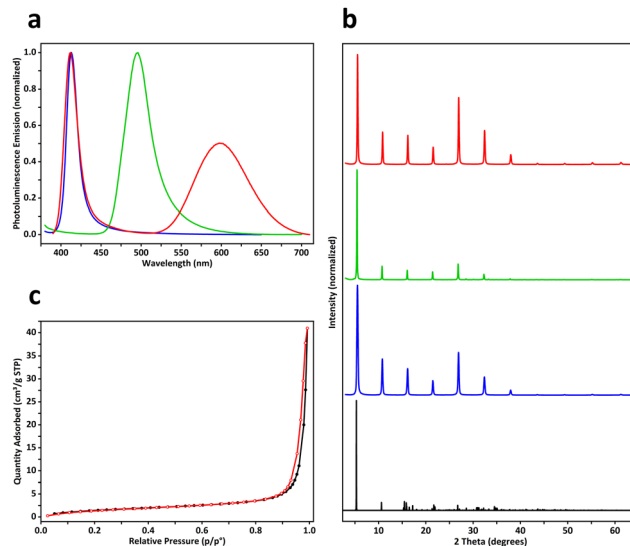 a
Photoluminescence Emission (normalized)
1.0
0.8
0.6
0.4
0.2
0.0
400 450 500 550 600 650 700
Wavelength (nm)
b
Intensity (normalized)
10 20 30 40 50 60
2 Theta (degrees)
c
Quantity Adsorbed (cm³/g STP)
45
40
35
30
25
20
15
10
5
0
0.0 0.2 0.4 0.6 0.8 1.0
Relative Pressure (p/p°)